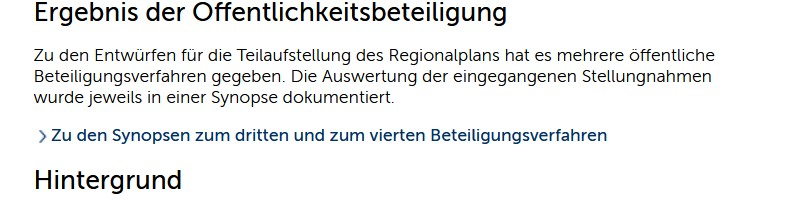 Ergebnis der Öffentlichkeitsbeteiligung
Zu den Entwürfen für die Teilaufstellung des Regionalplans hat es mehrere öffentliche
Beteiligungsverfahren gegeben. Die Auswertung der eingegangenen Stellungnahmen
wurde jeweils in einer Synopse dokumentiert.
Zu den Synopsen zum dritten und zum vierten Beteiligungsverfahren
Hintergrund